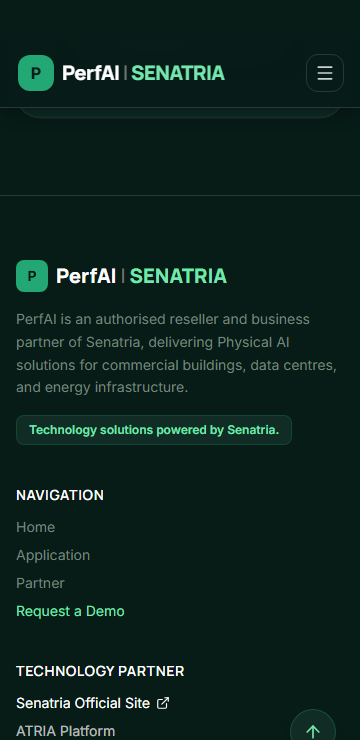 P PerfAI | SENATRIA
P PerfAI | SENATRIA
PerfAI is an authorised reseller and business
partner of Senatria, delivering Physical AI
solutions for commercial buildings, data centres,
and energy infrastructure.
Technology solutions powered by Senatria.
NAVIGATION
Home
Application
Partner
Request a Demo
TECHNOLOGY PARTNER
Senatria Official Site
ATRIA Platform